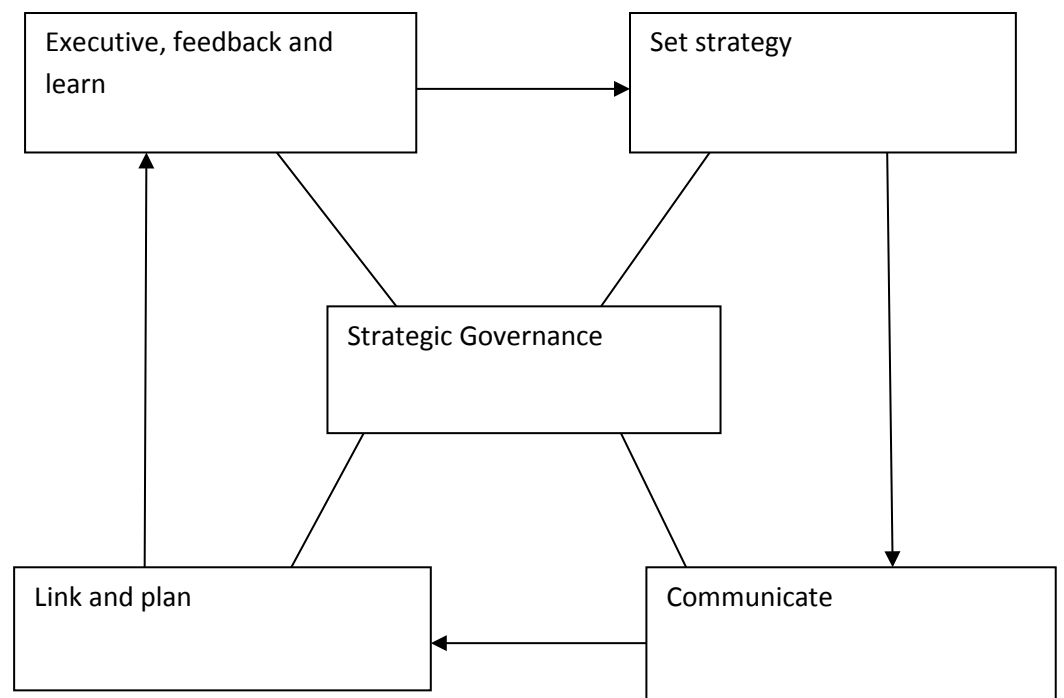 Executive, feedback and
learn
Set strategy
Strategic Governance
Link and plan
Communicate